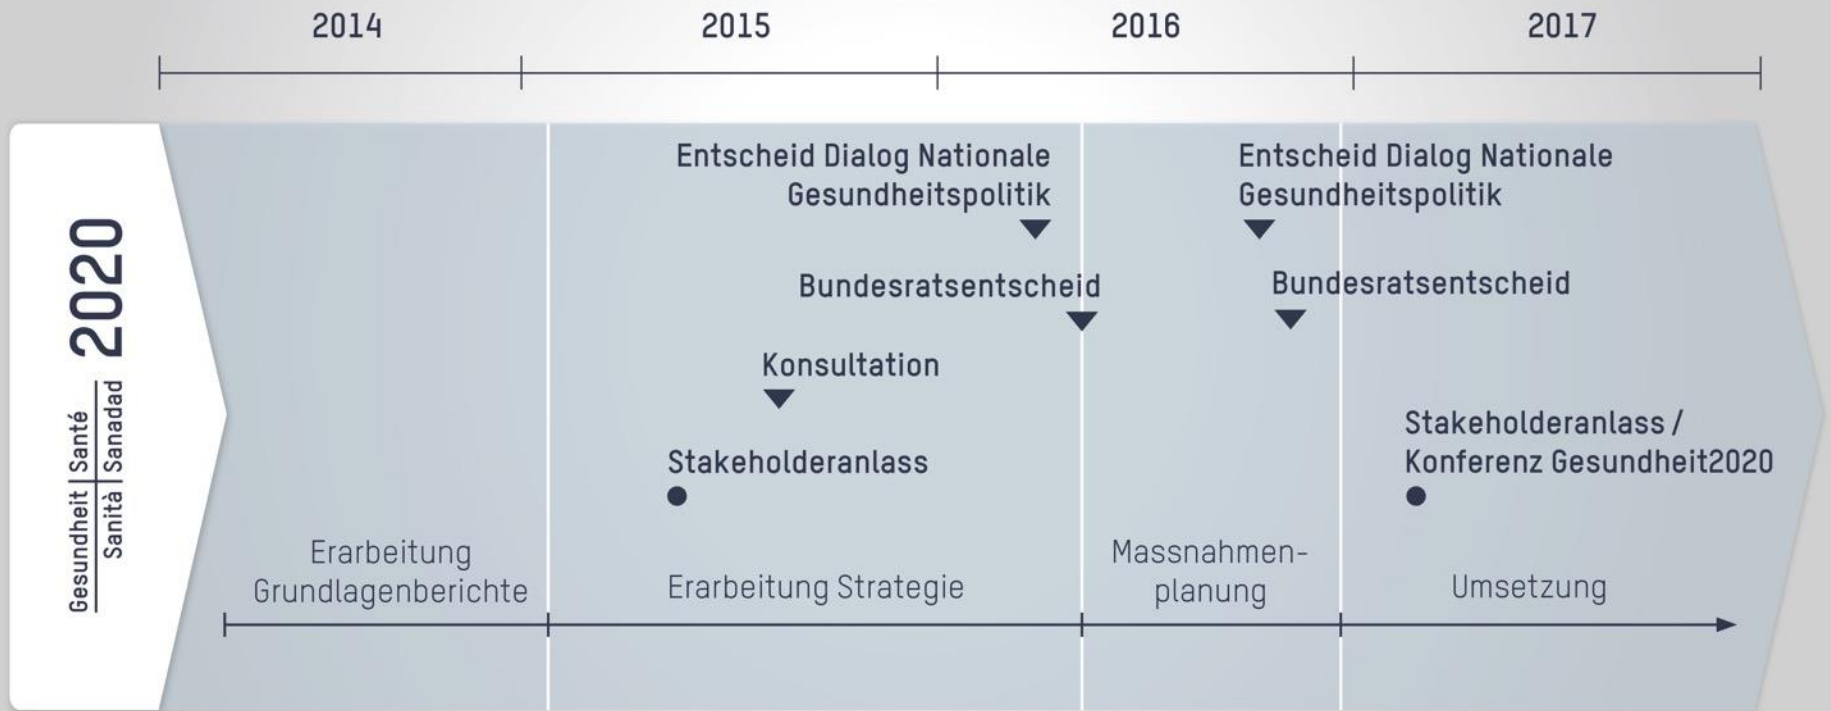 2014
2015
2016
2017
Gesundheit | Santé
Sanità | Sanadad
2020
Entscheid Dialog Nationale
Gesundheitspolitik
Entscheid Dialog Nationale
Gesundheitspolitik
Bundesratsentscheid
Bundesratsentscheid
Konsultation
Stakeholderanlass
Stakeholderanlass /
Konferenz Gesundheit2020
Erarbeitung
Grundlagenberichte
Erarbeitung Strategie
Massnahmen-
planung
Umsetzung